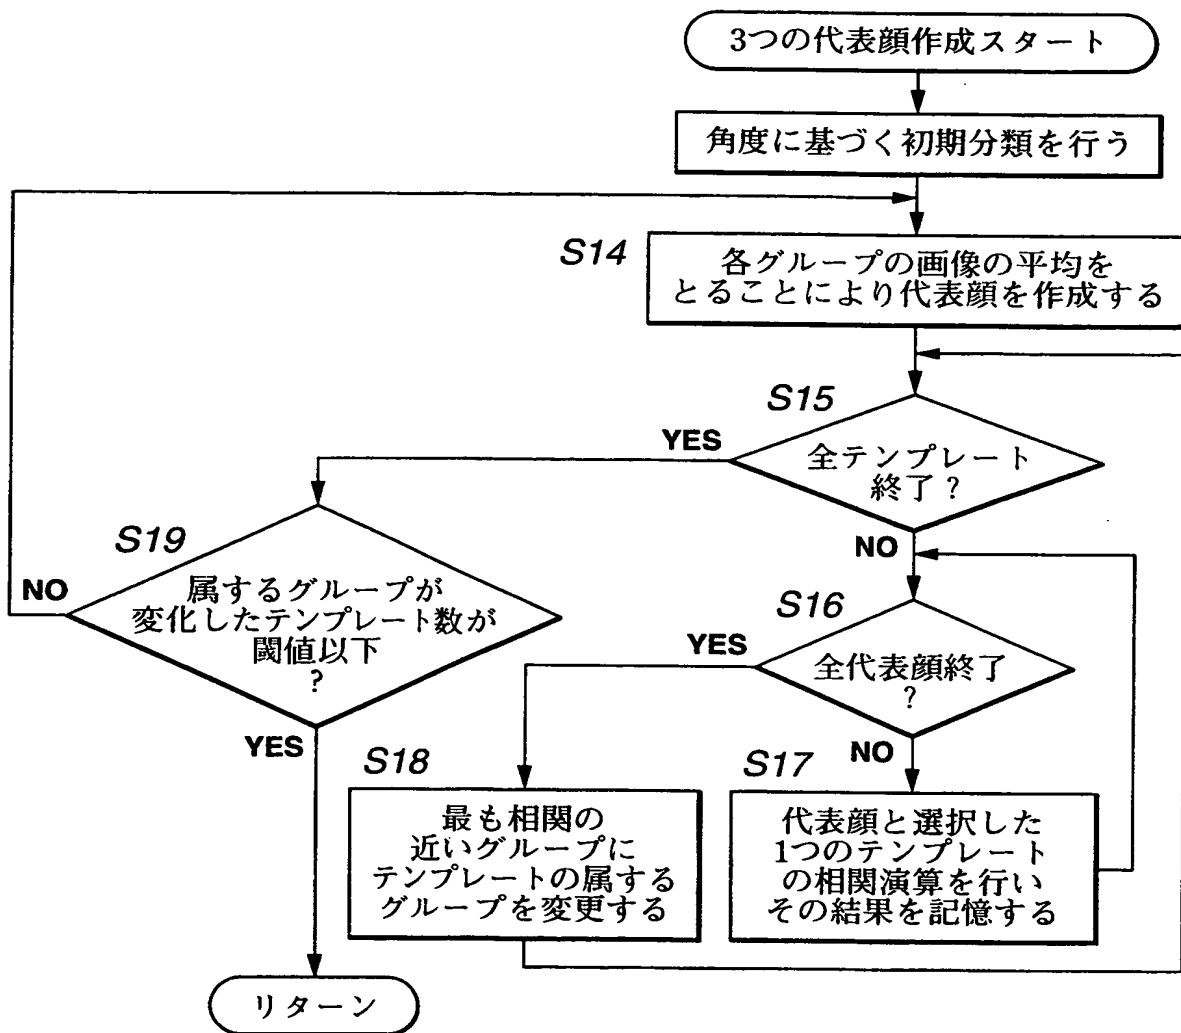 3つの代表顔作成スタート
角度に基づく初期分類を行う
S14
各グループの画像の平均を
とることにより代表顔を作成する
S15
YES
全テンプレート
終了?
NO
S19
NO
属するグループが
変化したテンプレート数が
閾値以下
?
YES
S16
YES
全代表顔終了
?
NO
S18
最も相関の
近いグループに
テンプレートの属する
グループを変更する
S17
代表顔と選択した
1つのテンプレート
の相関演算を行い
その結果を記憶する
リターン